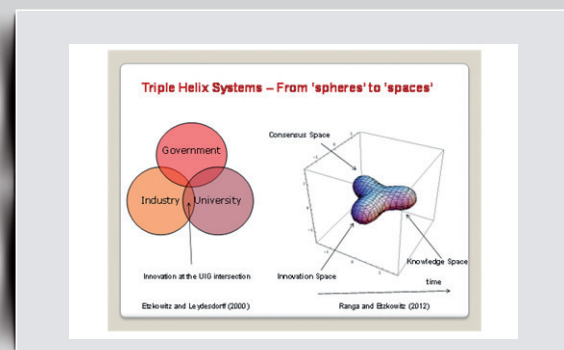 Triple Helix Systems – From 'spheres' to 'spaces'
Government
Industry
University
Innovation at the UIG intersection
Etzkowitz and Leydesdorff (2000)
Consensus Space
Innovation Space
Knowledge Space
time
Ranga and Etzkowitz (2012)